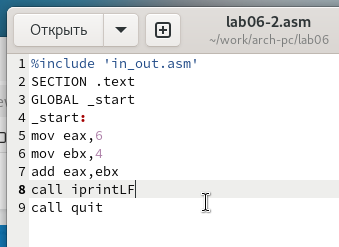 Открыть
lab06-2.asm
~/work/arch-pc/lab06
1 %include 'in_out.asm'
2 SECTION .text
3 GLOBAL _start
4 _start:
5 mov eax,6
6 mov ebx,4
7 add eax,ebx
8 call iprintLF
9 call quit